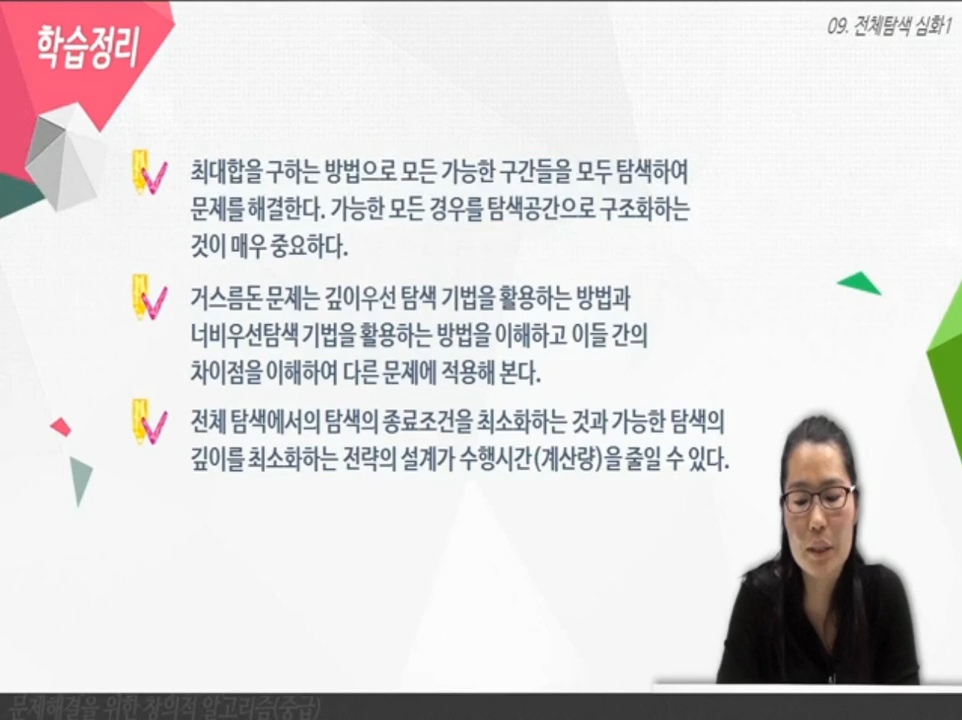 학습정리
09. 전체탐색 심화1
최대합을 구하는 방법으로 모든 가능한 구간들을 모두 탐색하여
문제를 해결한다. 가능한 모든 경우를 탐색공간으로 구조화하는
것이 매우 중요하다.
거스름돈 문제는 깊이우선 탐색 기법을 활용하는 방법과
너비우선탐색 기법을 활용하는 방법을 이해하고 이들 간의
차이점을 이해하여 다른 문제에 적용해 본다.
전체 탐색에서의 탐색의 종료조건을 최소화하는 것과 가능한 탐색의
깊이를 최소화하는 전략의 설계가 수행시간(계산량)을 줄일 수 있다.
문제해결을 위한 창의적 알고리즘(중급)